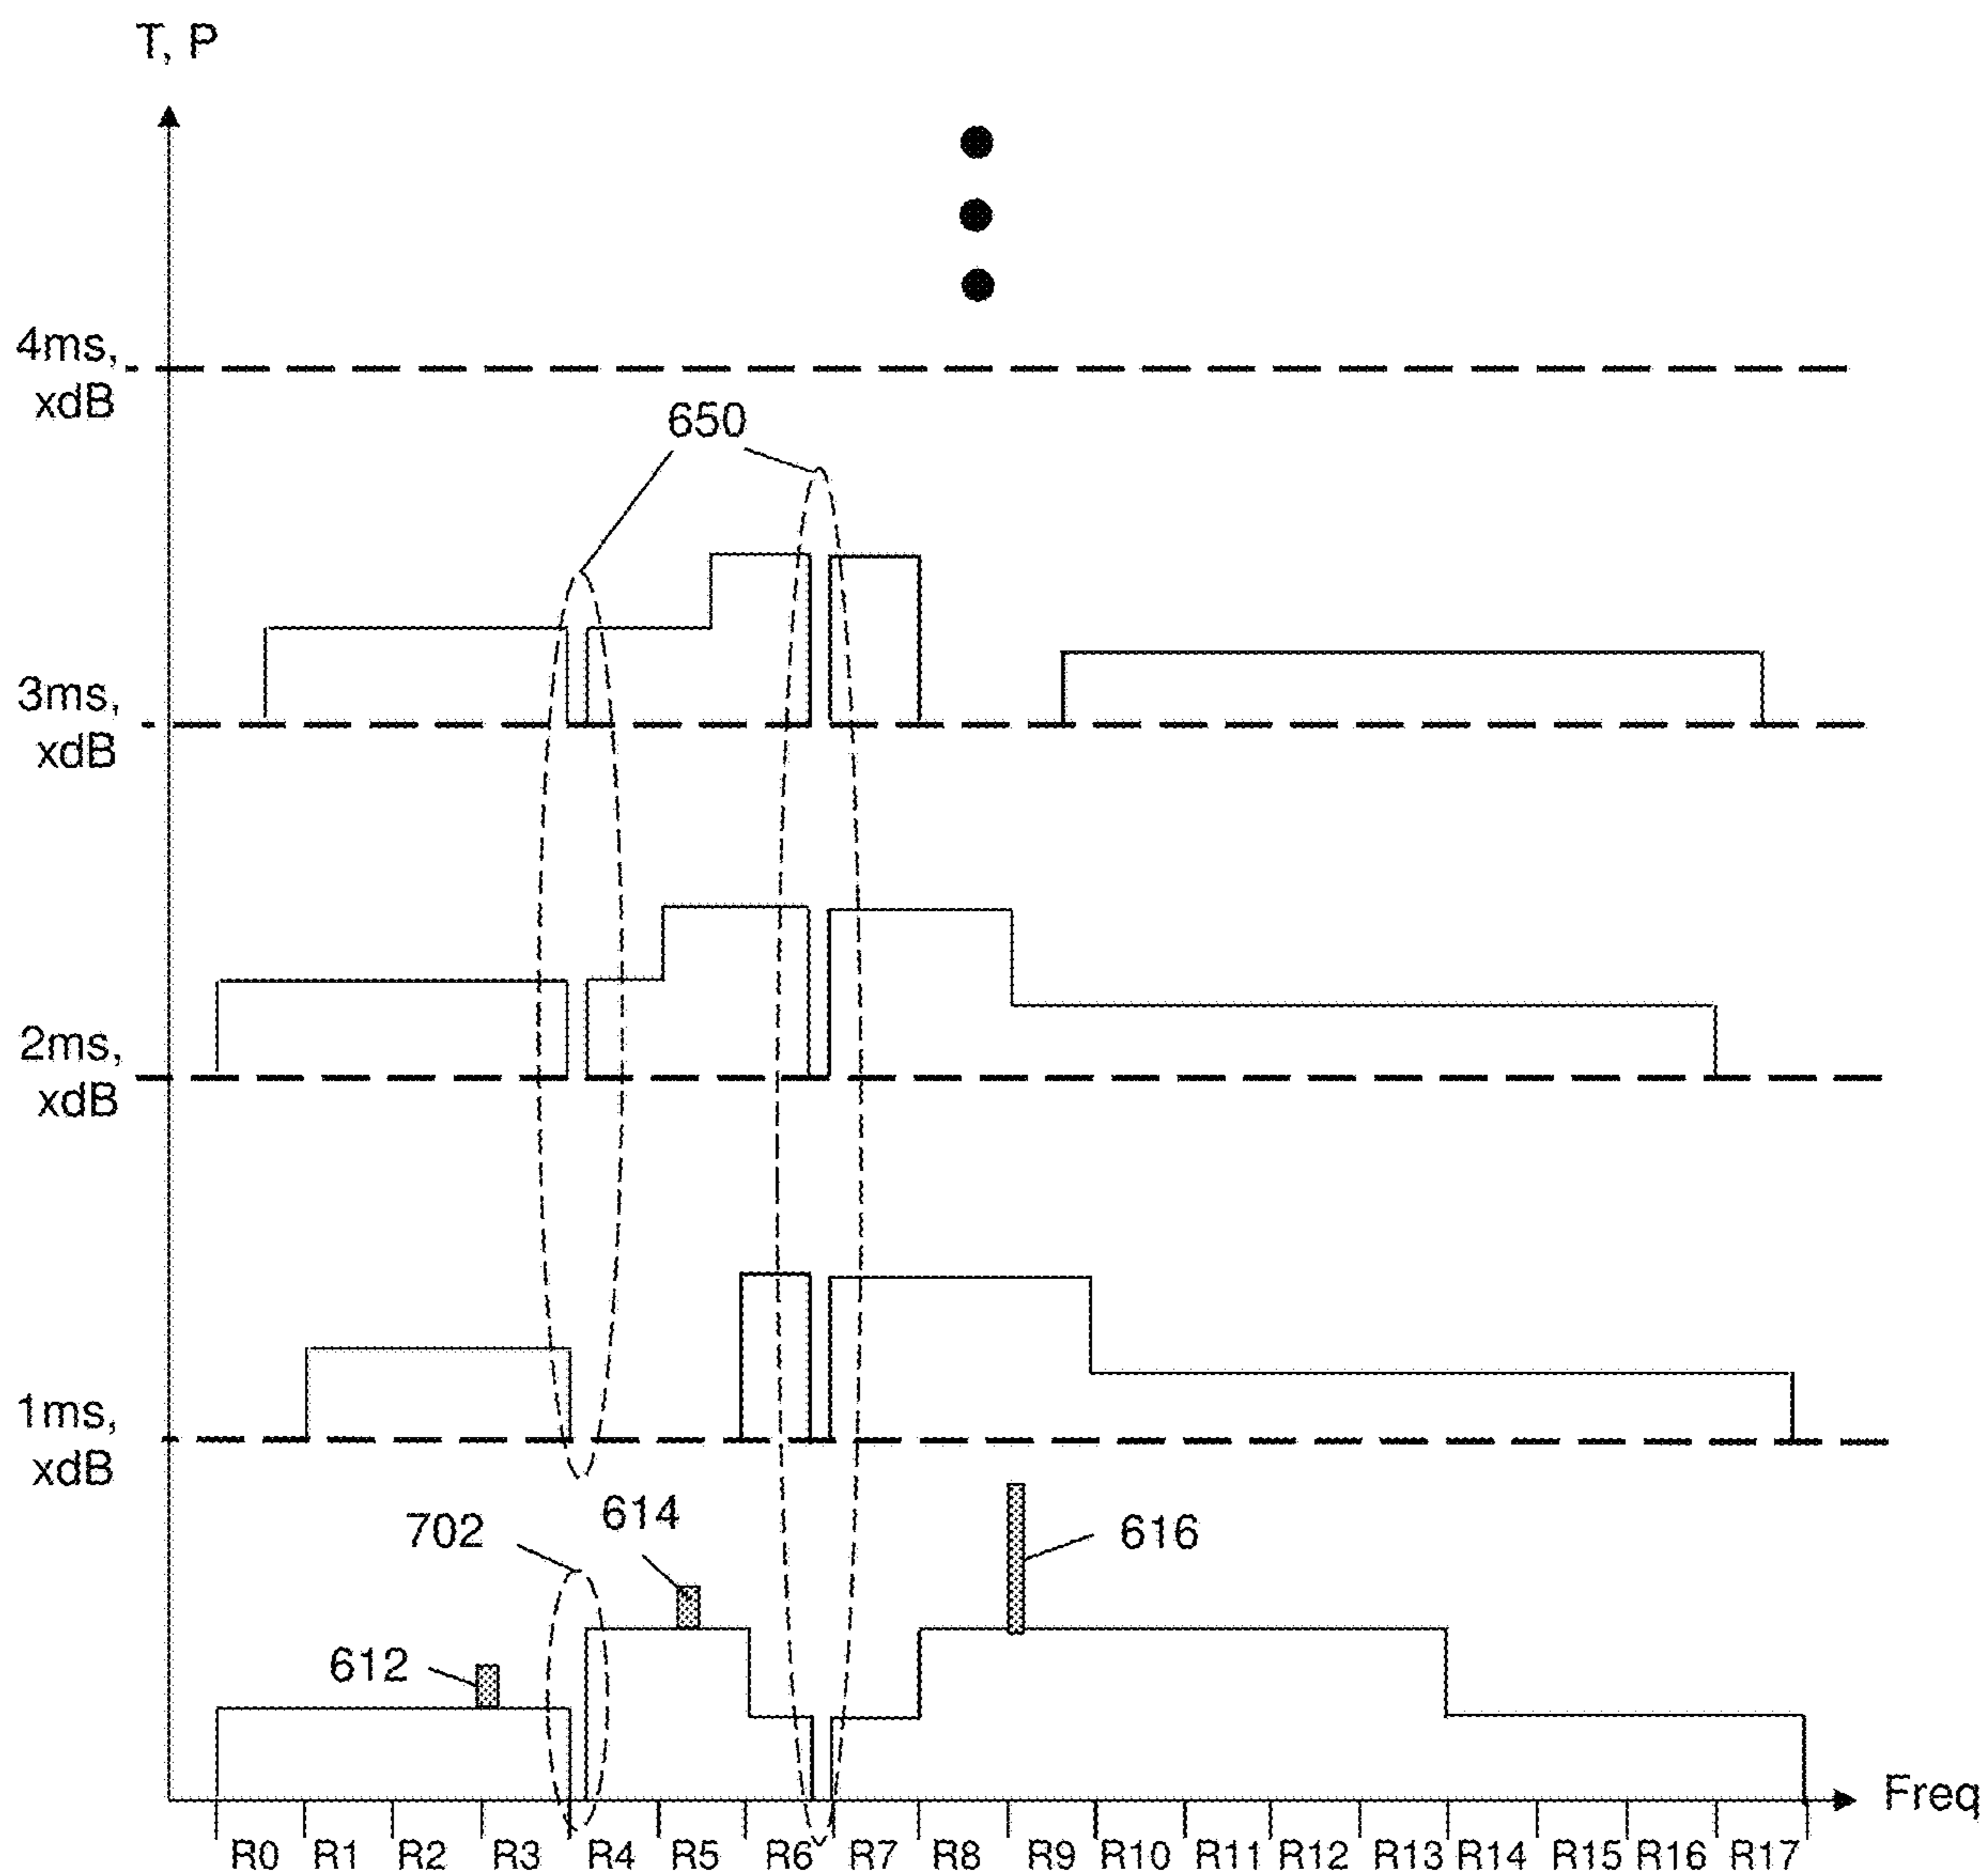 T, P
4ms,
xdB
650
3ms,
xdB
2ms,
xdB
1ms,
xdB
702
614
616
612
Freq
R0 R1 R2 R3 R4 R5 R6 R7 R8 R9 R10 R11 R12 R13 R14 R15 R16 R17